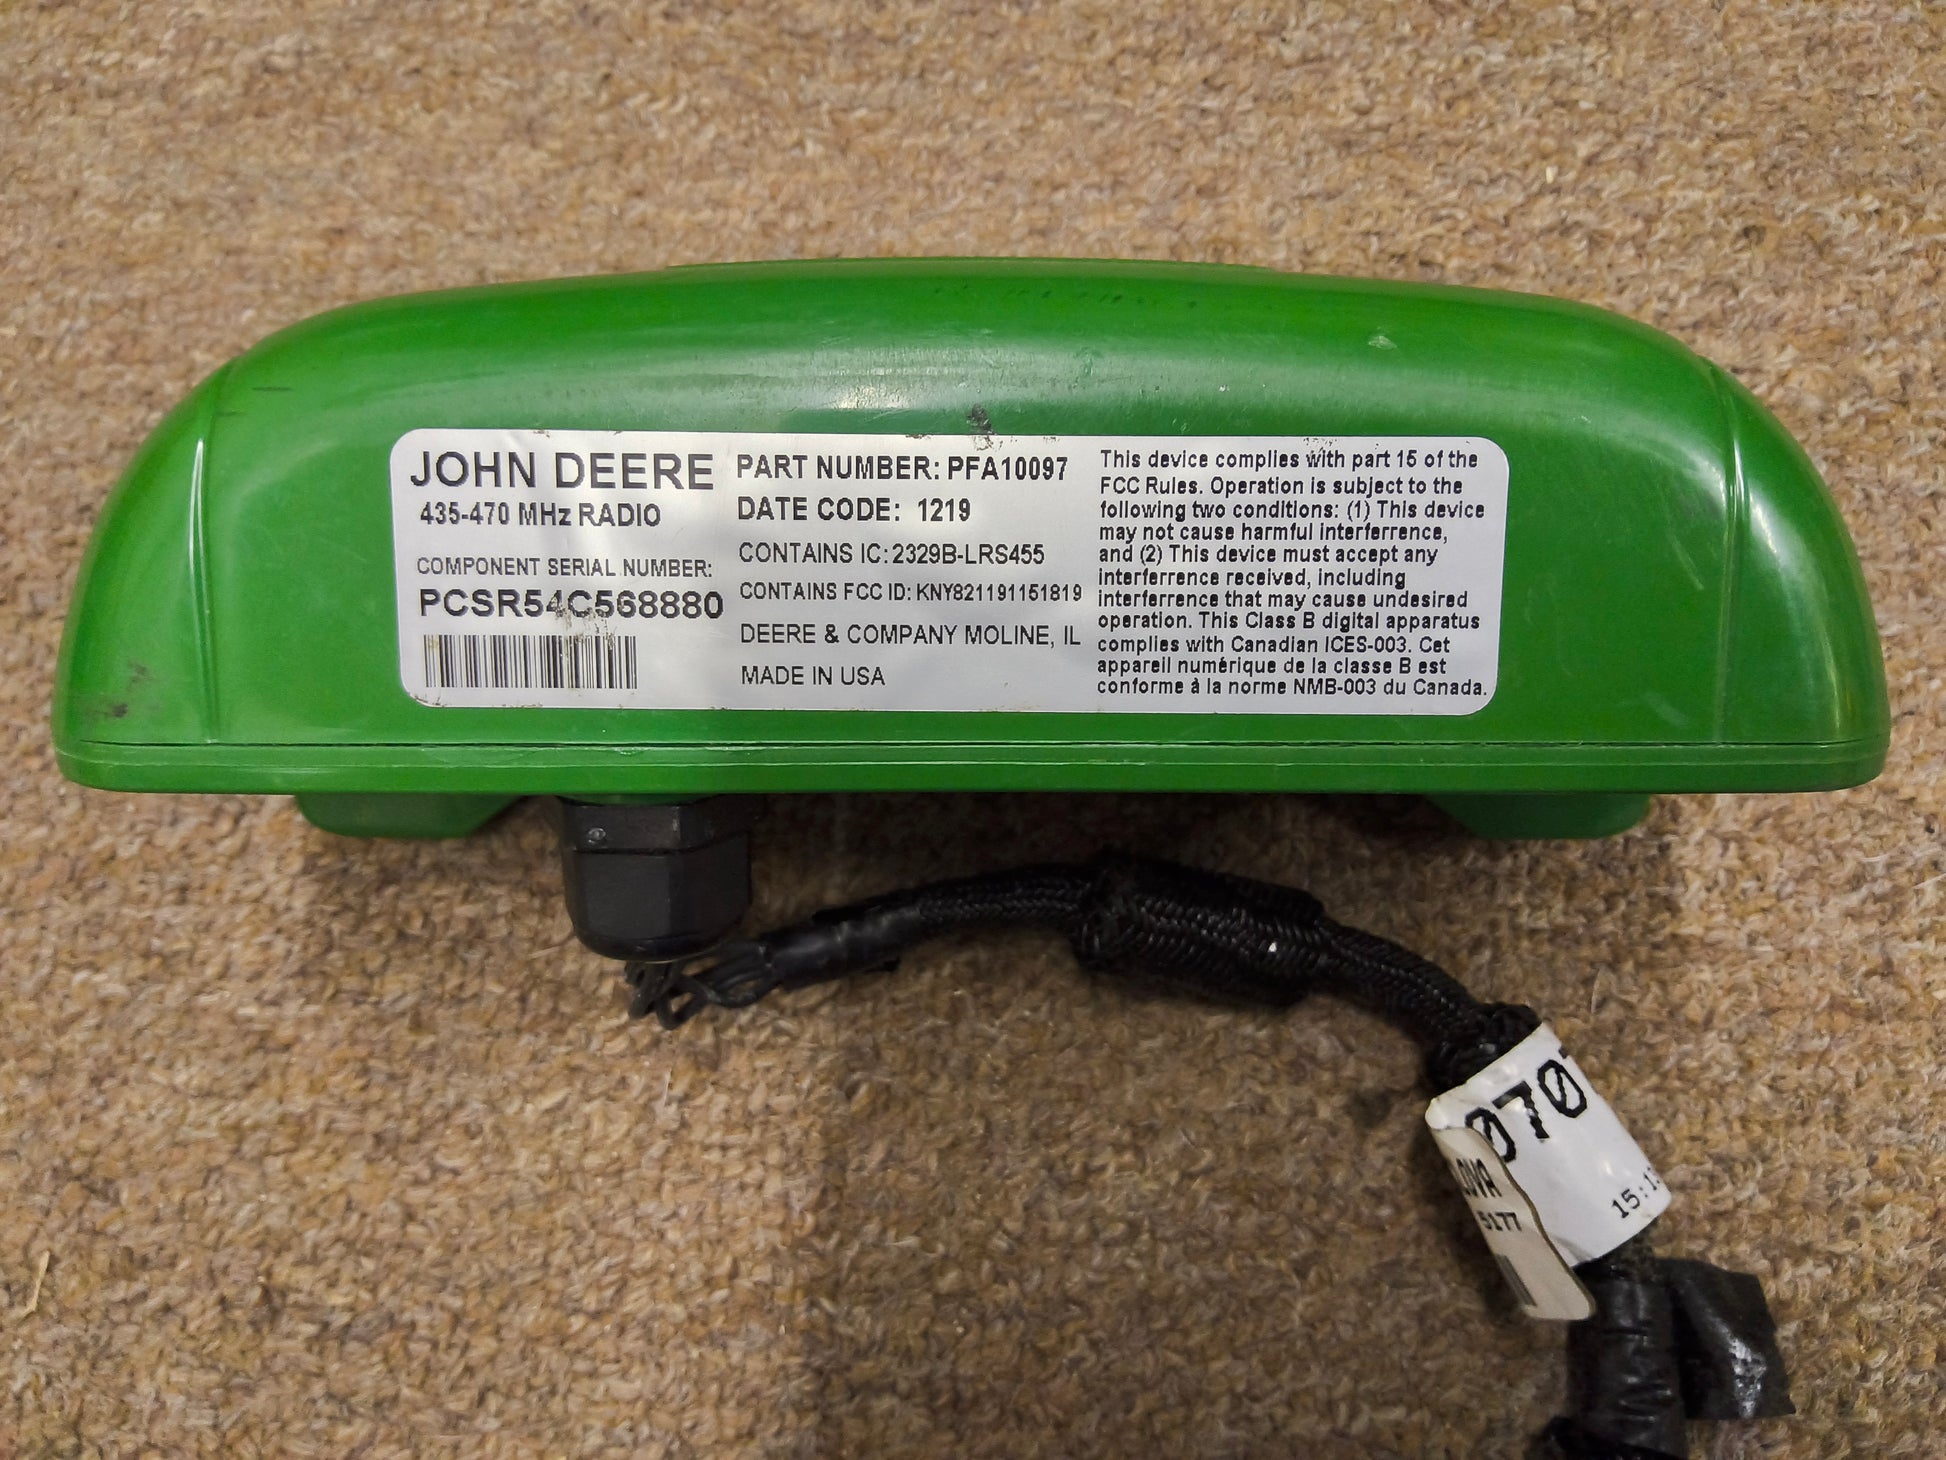 JOHN DEERE
435-470 MHz RADIO
COMPONENT SERIAL NUMBER:
PCSR54C568880
PART NUMBER: PFA10097
DATE CODE: 1219
CONTAINS IC: 2329B-LRS455
CONTAINS FCC ID: KNY821191151819
DEERE & COMPANY MOLINE, IL
MADE IN USA
This device complies with part 15 of the
FCC Rules. Operation is subject to the
following two conditions: (1) This device
may not cause harmful interferrence,
and (2) This device must accept any
interferrence received, including
interferrence that may cause undesired
operation. This Class B digital apparatus
complies with Canadian ICES-003. Cet
appareil numérique de la classe B est
conforme à la norme NMB-003 du Canada.
070
15:1
LOVA
5177